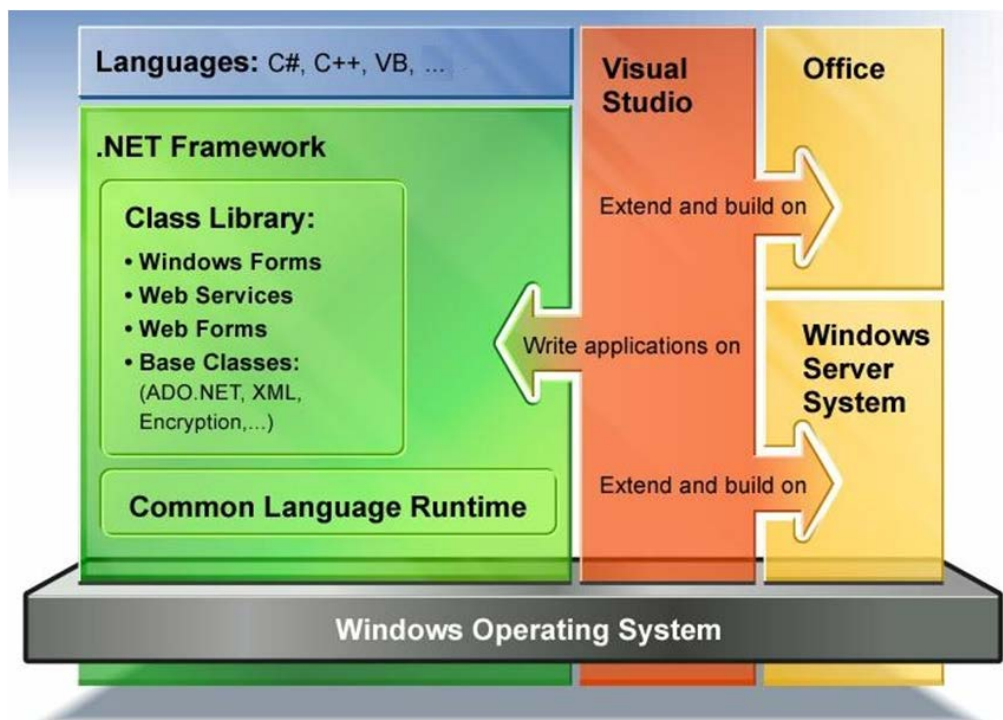 Languages: C#, C++, VB, ...
.NET Framework
Class Library:
• Windows Forms
• Web Services
• Web Forms
• Base Classes:
(ADO.NET, XML,
Encryption,...)
Common Language Runtime
Visual
Studio
Extend and build on
Write applications on
Extend and build on
Office
Windows
Server
System
Windows Operating System